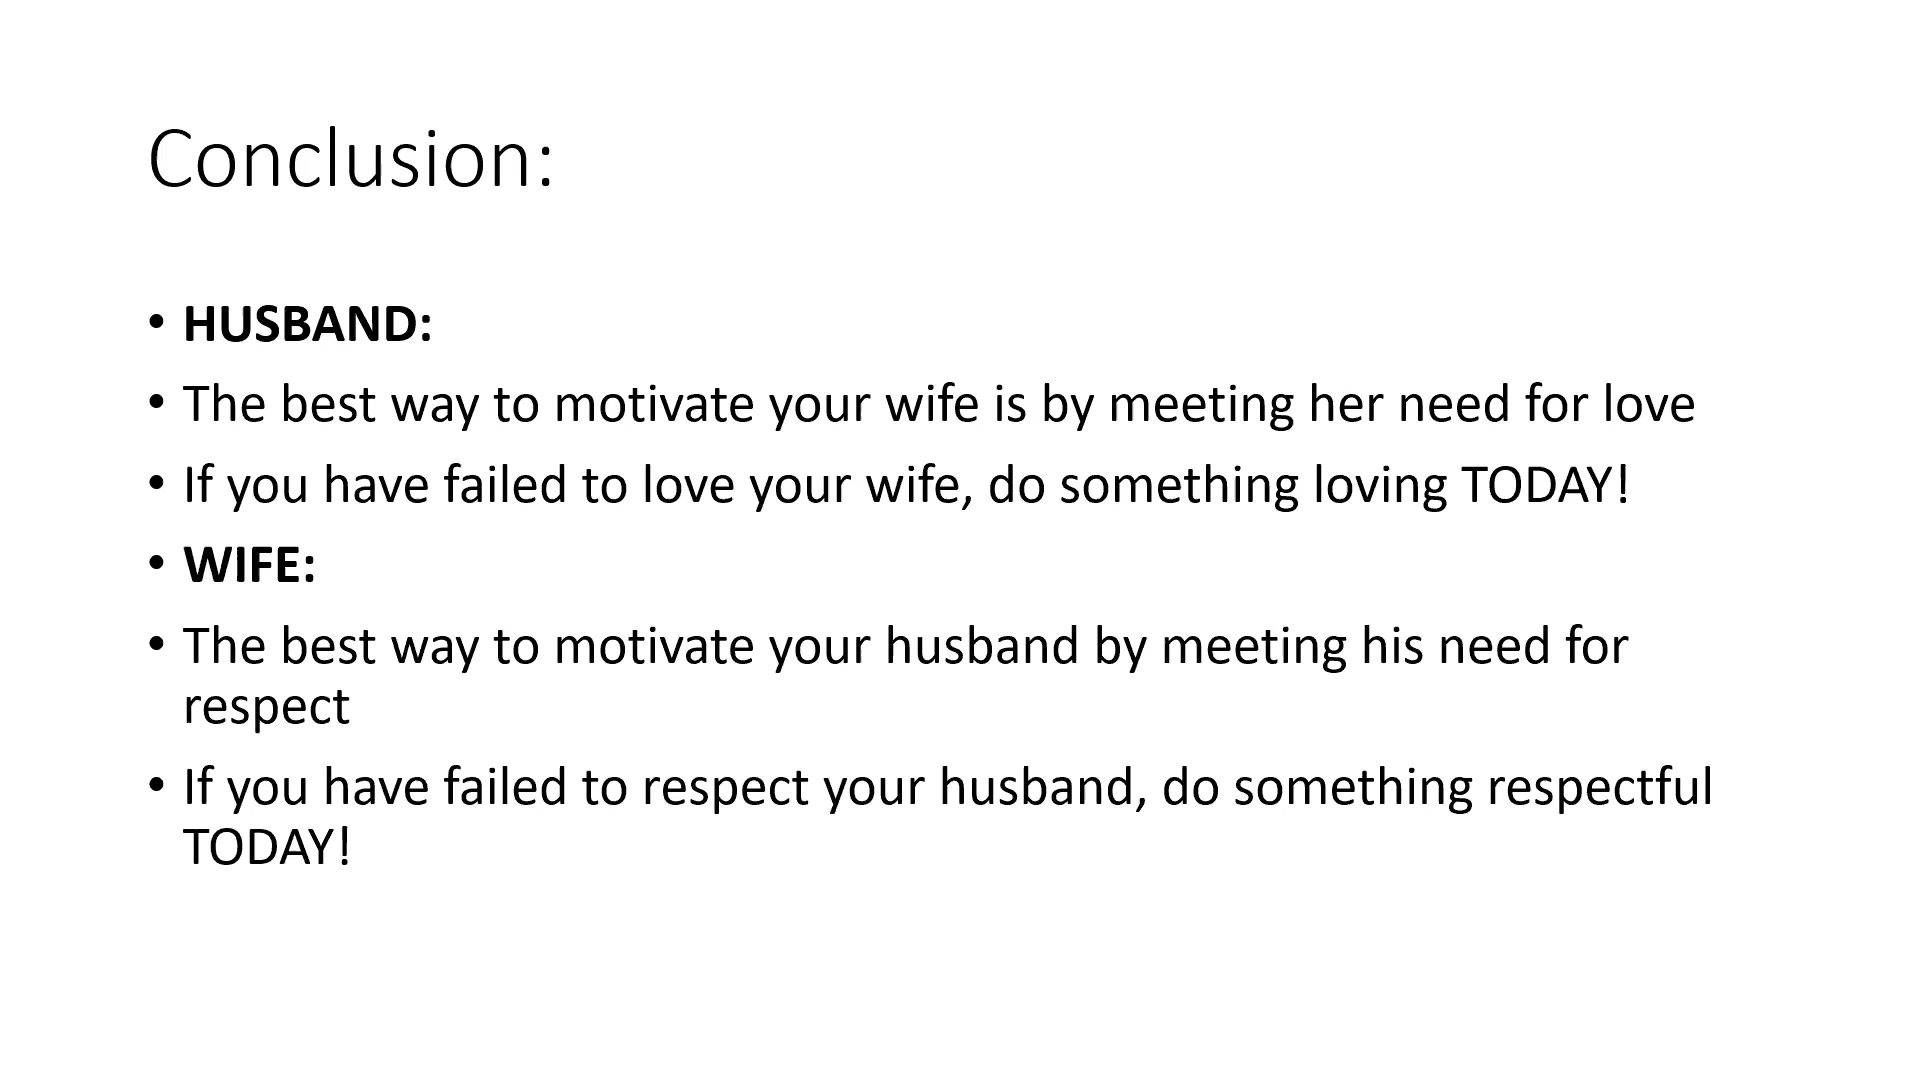 Conclusion:
• HUSBAND:
• The best way to motivate your wife is by meeting her need for love
• If you have failed to love your wife, do something loving TODAY!
• WIFE:
• The best way to motivate your husband by meeting his need for
respect
• If you have failed to respect your husband, do something respectful
TODAY!